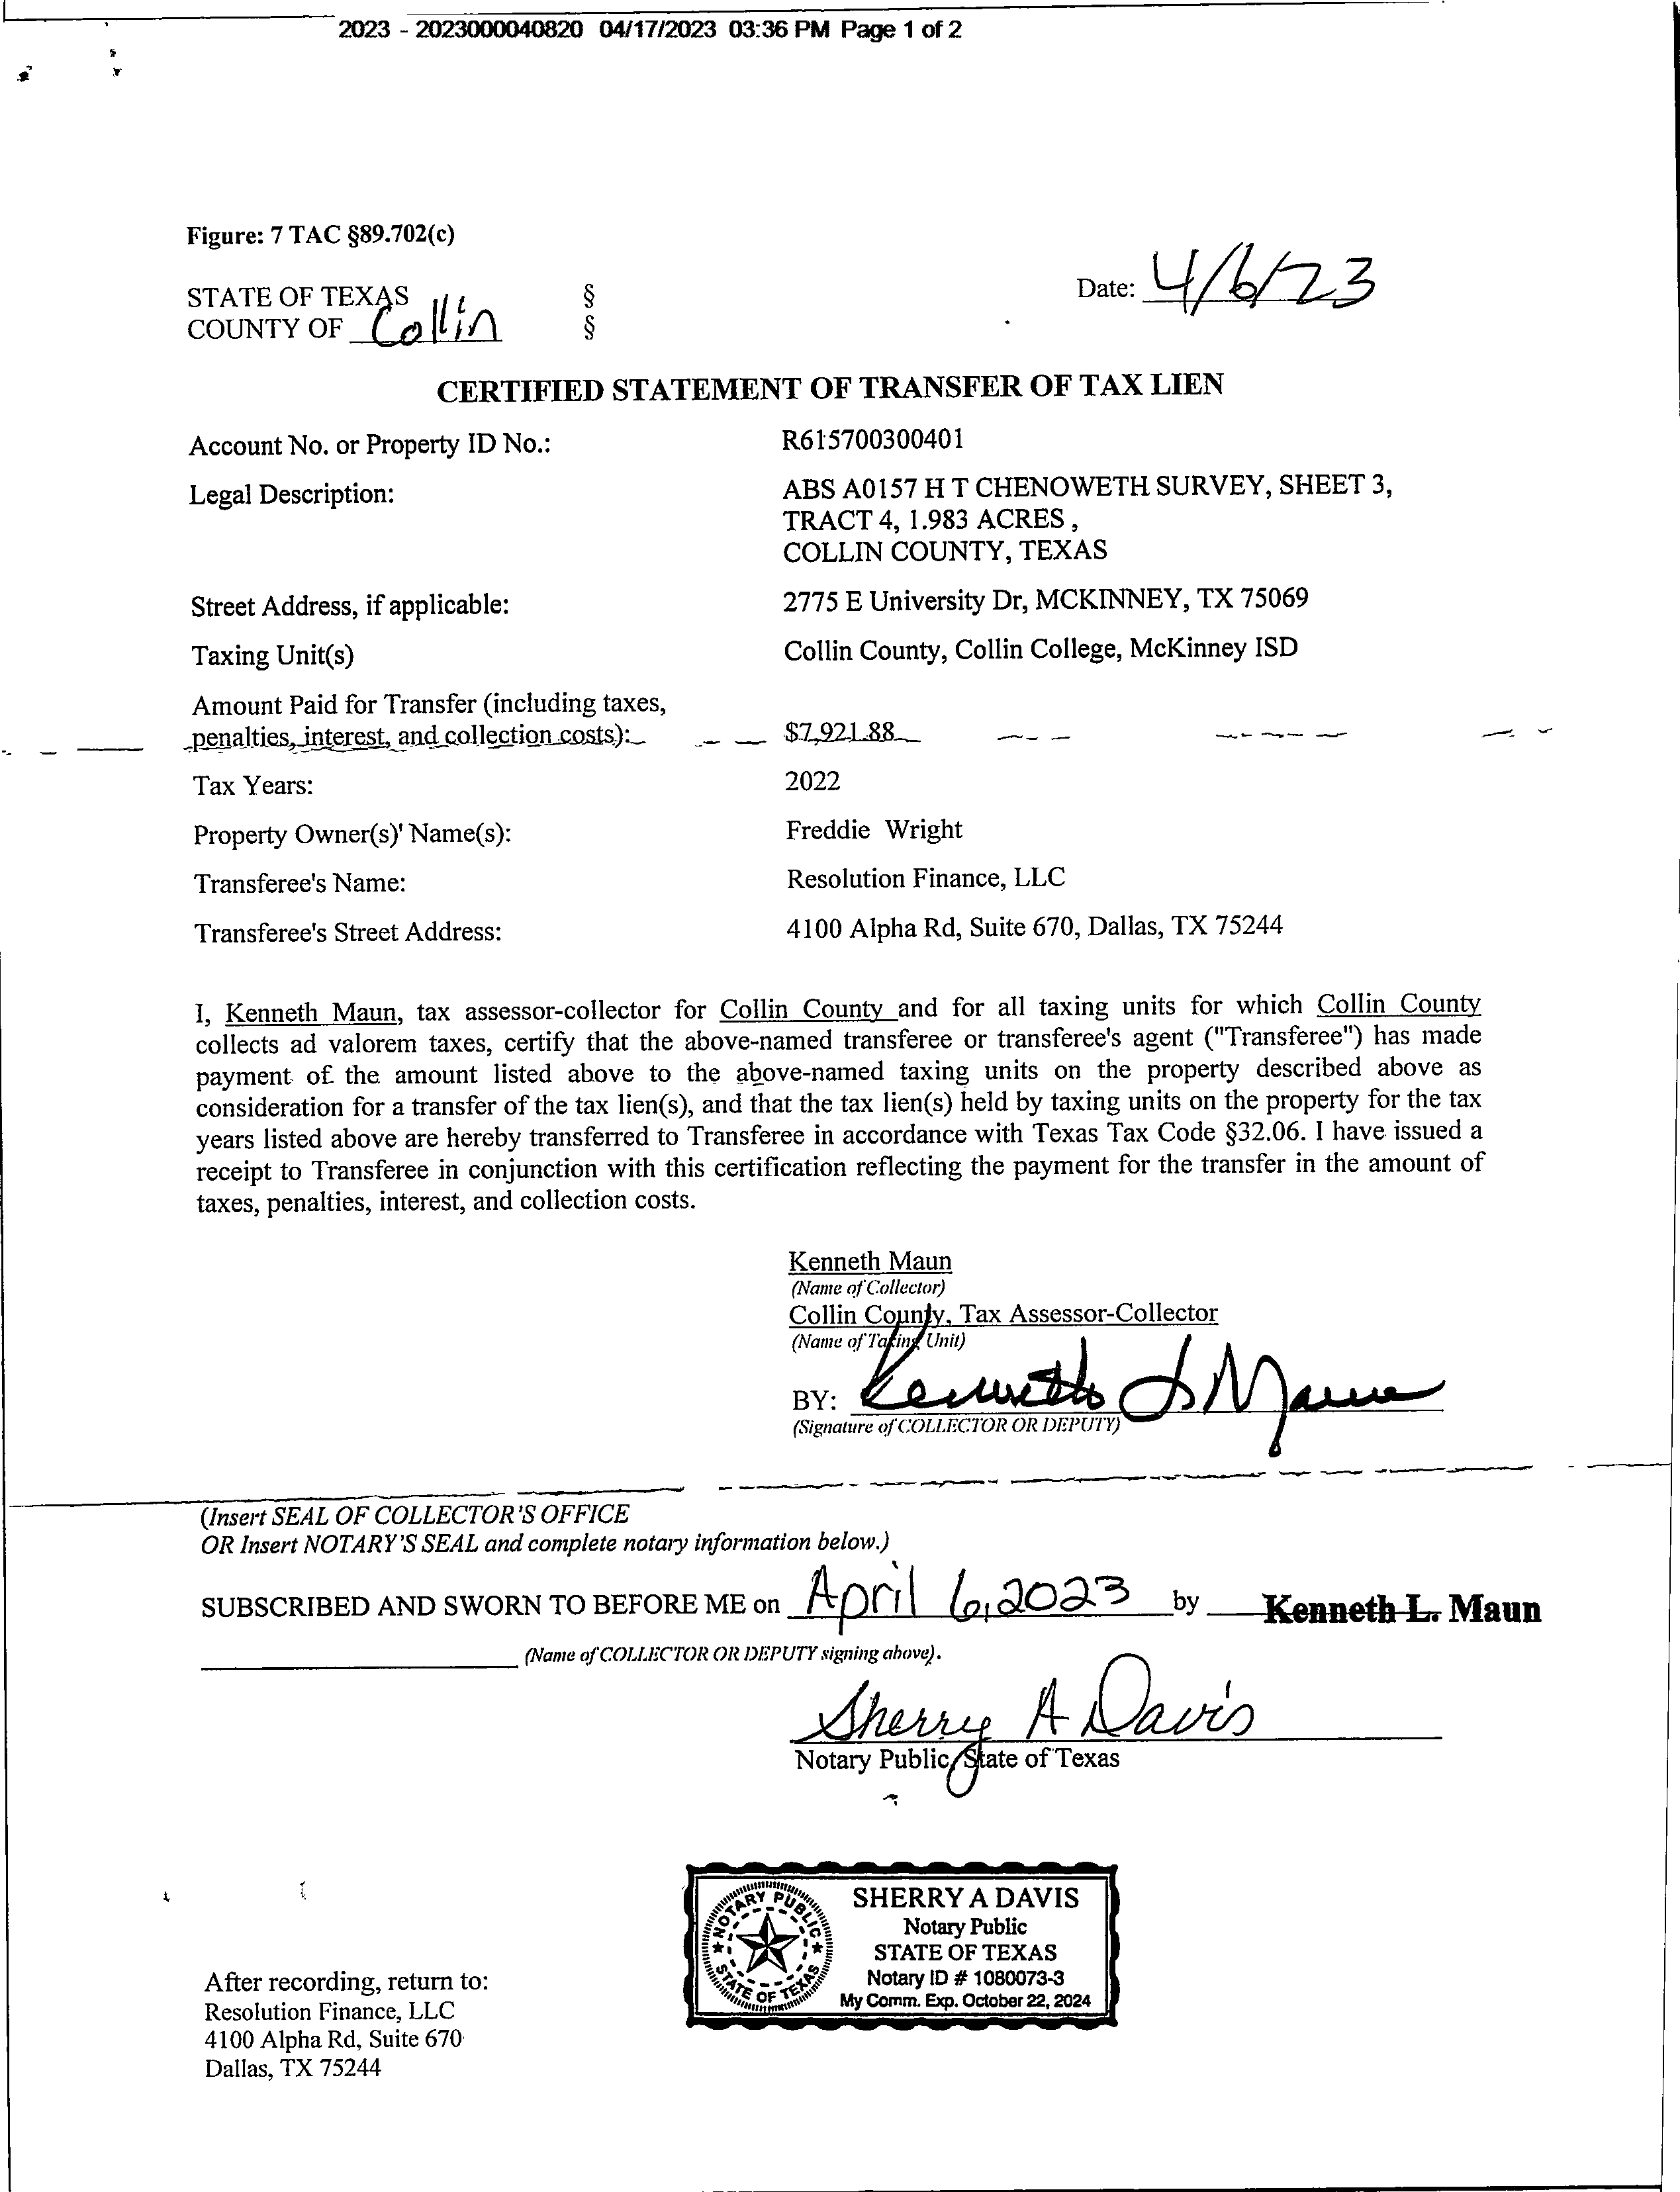 2023 - 2023000040820 04/17/2023 03:36 PM Page 1 of 2
Figure: 7 TAC §89.702(c)
STATE OF TEXAS §
COUNTY OF Collin §
Date: 4/6/23
CERTIFIED STATEMENT OF TRANSFER OF TAX LIEN
Account No. or Property ID No.: R615700300401
Legal Description: ABS A0157 H T CHENOWETH SURVEY, SHEET 3,
TRACT 4, 1.983 ACRES ,
COLLIN COUNTY, TEXAS
Street Address, if applicable: 2775 E University Dr, MCKINNEY, TX 75069
Taxing Unit(s) Collin County, Collin College, McKinney ISD
Amount Paid for Transfer (including taxes,
penalties, interest, and collection costs): $7,921.88
Tax Years: 2022
Property Owner(s)' Name(s): Freddie Wright
Transferee's Name: Resolution Finance, LLC
Transferee's Street Address: 4100 Alpha Rd, Suite 670, Dallas, TX 75244
I, Kenneth Maun, tax assessor-collector for Collin County and for all taxing units for which Collin County
collects ad valorem taxes, certify that the above-named transferee or transferee's agent ("Transferee") has made
payment of the amount listed above to the above-named taxing units on the property described above as
consideration for a transfer of the tax lien(s), and that the tax lien(s) held by taxing units on the property for the tax
years listed above are hereby transferred to Transferee in accordance with Texas Tax Code §32.06. I have issued a
receipt to Transferee in conjunction with this certification reflecting the payment for the transfer in the amount of
taxes, penalties, interest, and collection costs.
Kenneth Maun
(Name of Collector)
Collin County, Tax Assessor-Collector
(Name of Taxing Unit)
BY: Kenneth L Maun
(Signature of COLLECTOR OR DEPUTY)
(Insert SEAL OF COLLECTOR'S OFFICE
OR Insert NOTARY'S SEAL and complete notary information below.)
SUBSCRIBED AND SWORN TO BEFORE ME on April 6, 2023 by Kenneth L. Maun
(Name of COLLECTOR OR DEPUTY signing above).
Sherry A Davis
Notary Public, State of Texas
NOTARY PUBLIC
STATE OF TEXAS
SHERRY A DAVIS
Notary Public
STATE OF TEXAS
Notary ID # 1080073-3
My Comm. Exp. October 22, 2024
After recording, return to:
Resolution Finance, LLC
4100 Alpha Rd, Suite 670
Dallas, TX 75244